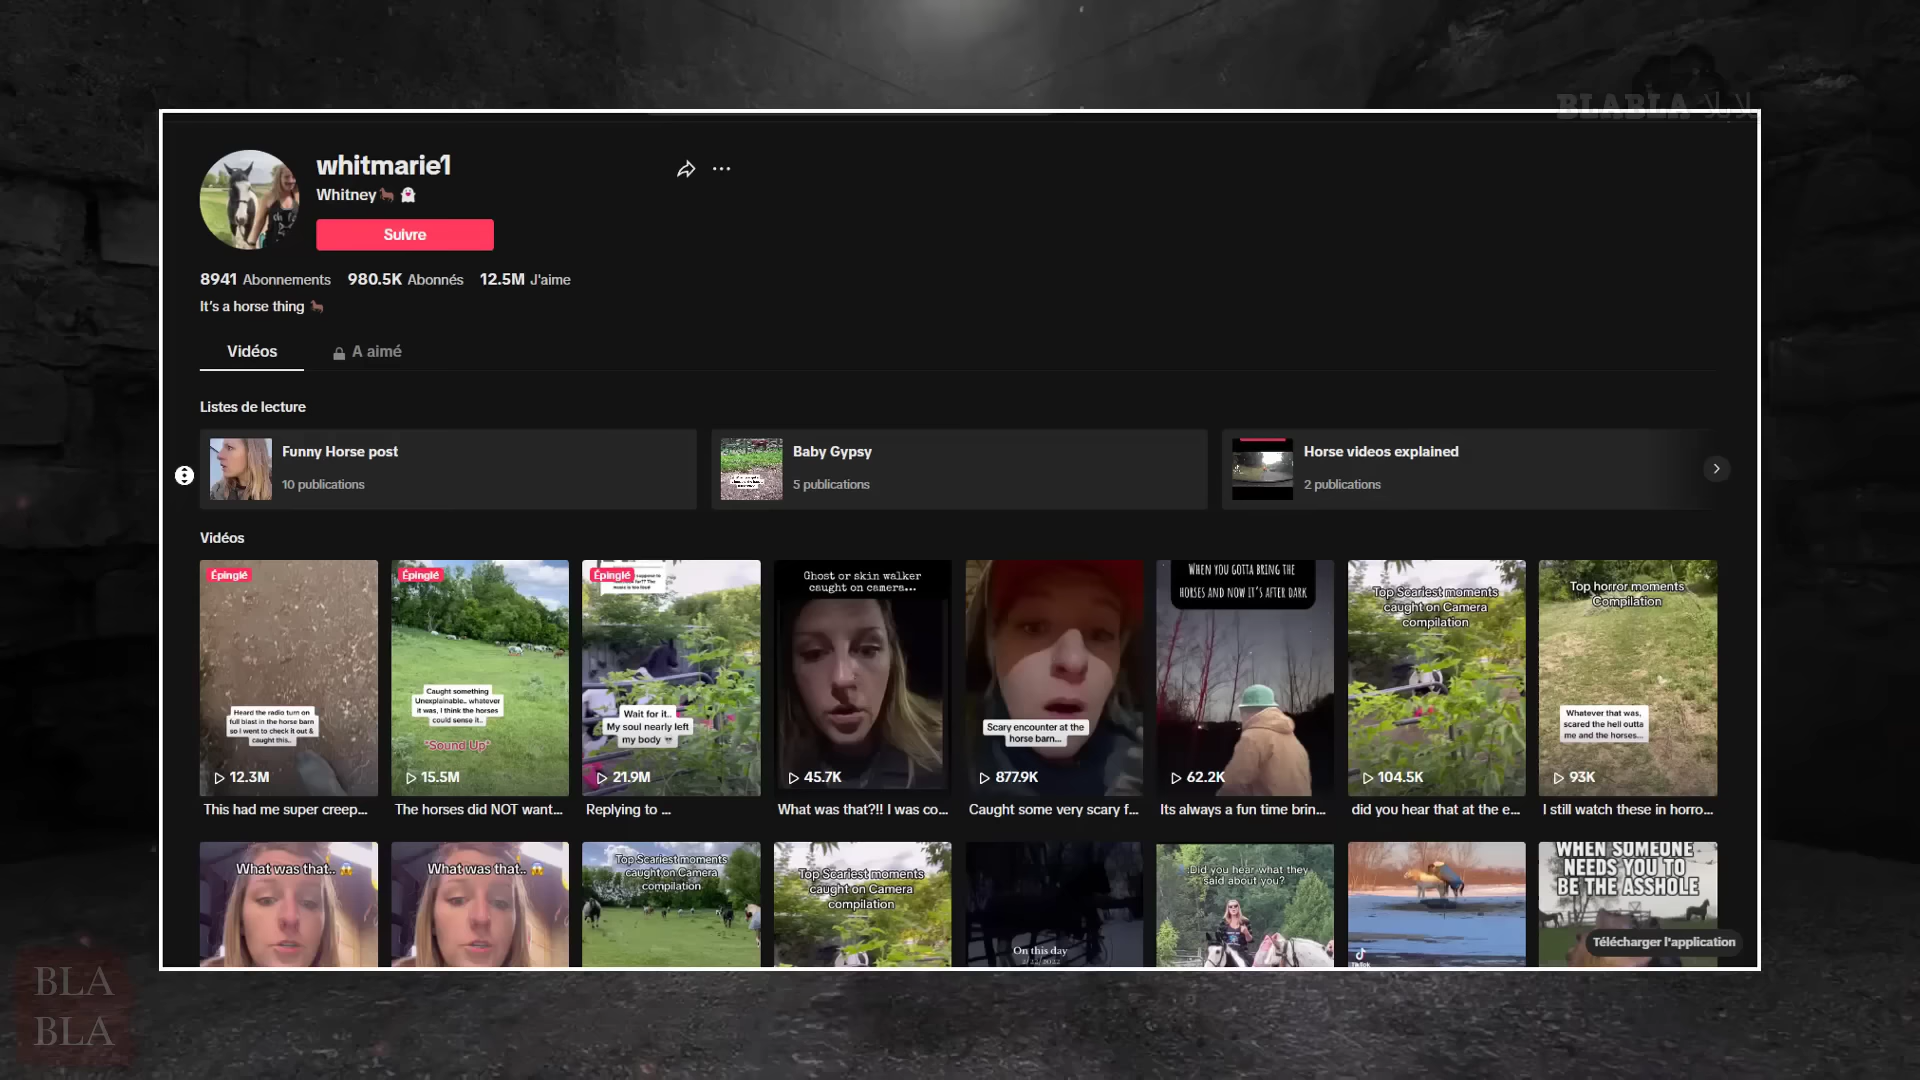 BLABLA بلابلا
whitmarie1
Whitney
Suivre
8941 Abonnements 980.5K Abonnés 12.5M J'aime
It's a horse thing
Vidéos A aimé
Listes de lecture
Funny Horse post
10 publications
Baby Gypsy
5 publications
Horse videos explained
2 publications
Vidéos
Épinglé
Heard the radio turn on
full blast in the horse barn
so I went to check it out &
caught this..
12.3M
This had me super creep...
Épinglé
Caught something
Unexplainable.. whatever
it was, I think the horses
could sense it..
"Sound Up"
15.5M
The horses did NOT want...
Épinglé
Wait for it..
My soul nearly left
my body
21.9M
Replying to ...
Ghost or skin walker
caught on camera...
45.7K
What was that?!! I was co...
Scary encounter at the
horse barn...
877.9K
Caught some very scary f...
WHEN YOU GOTTA BRING THE
HORSES AND NOW IT'S AFTER DARK
62.2K
Its always a fun time brin...
Top Scariest moments
caught on Camera
compilation
104.5K
did you hear that at the e...
Top horror moments
Compilation
Whatever that was,
scared the hell outta
me and the horses...
93K
I still watch these in horro...
What was that..
What was that..
Top Scariest moments
caught on Camera
compilation
Top Scariest moments
caught on Camera
compilation
On this day
Did you hear what they
said about you?
TikTok
WHEN SOMEONE
NEEDS YOU TO
BE THE ASSHOLE
Télécharger l'application
BLA
BLA